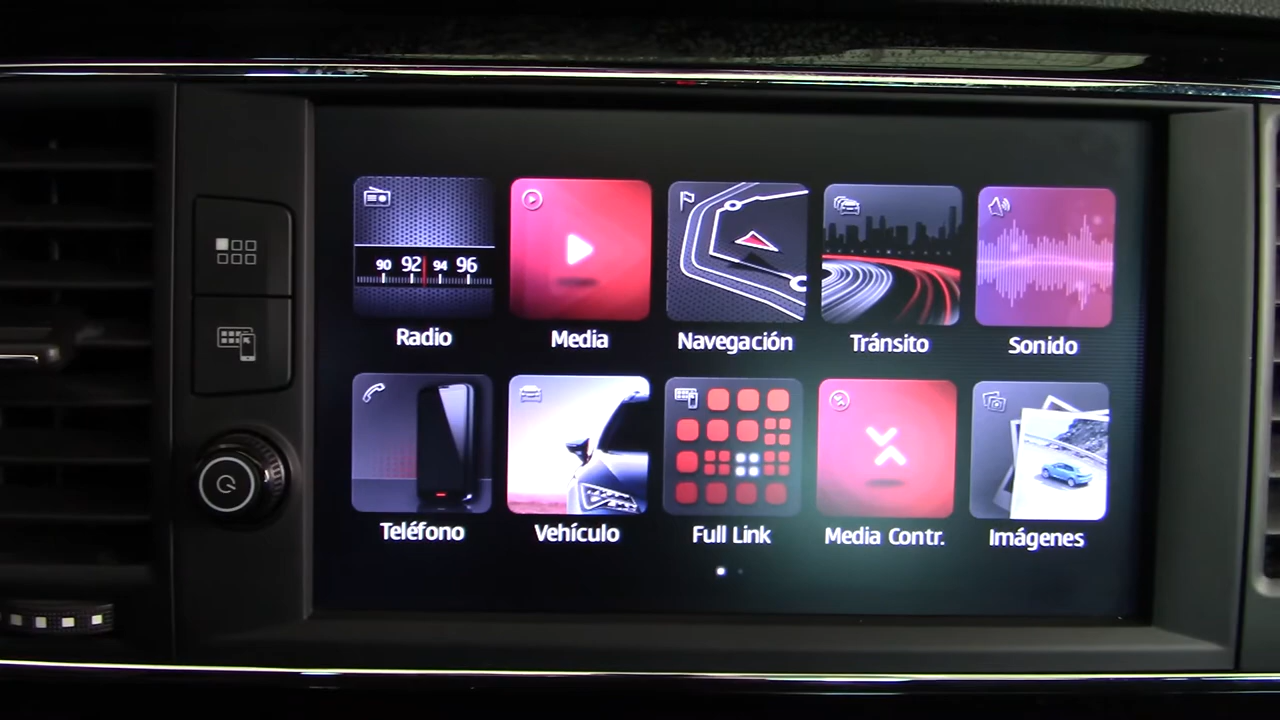 90 92 94 96
Radio
Media
Navegación
Tránsito
Sonido
Teléfono
Vehículo
Full Link
Media Contr.
Imágenes